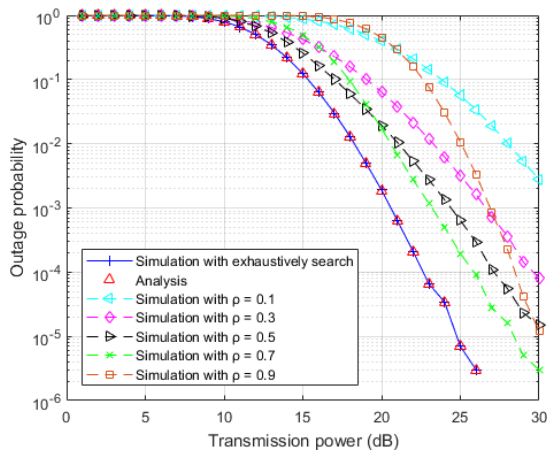 10^0
10^-1
10^-2
10^-3
10^-4
10^-5
10^-6
Outage probability
Simulation with exhaustively search
Analysis
Simulation with ρ = 0.1
Simulation with ρ = 0.3
Simulation with ρ = 0.5
Simulation with ρ = 0.7
Simulation with ρ = 0.9
0 5 10 15 20 25 30
Transmission power (dB)